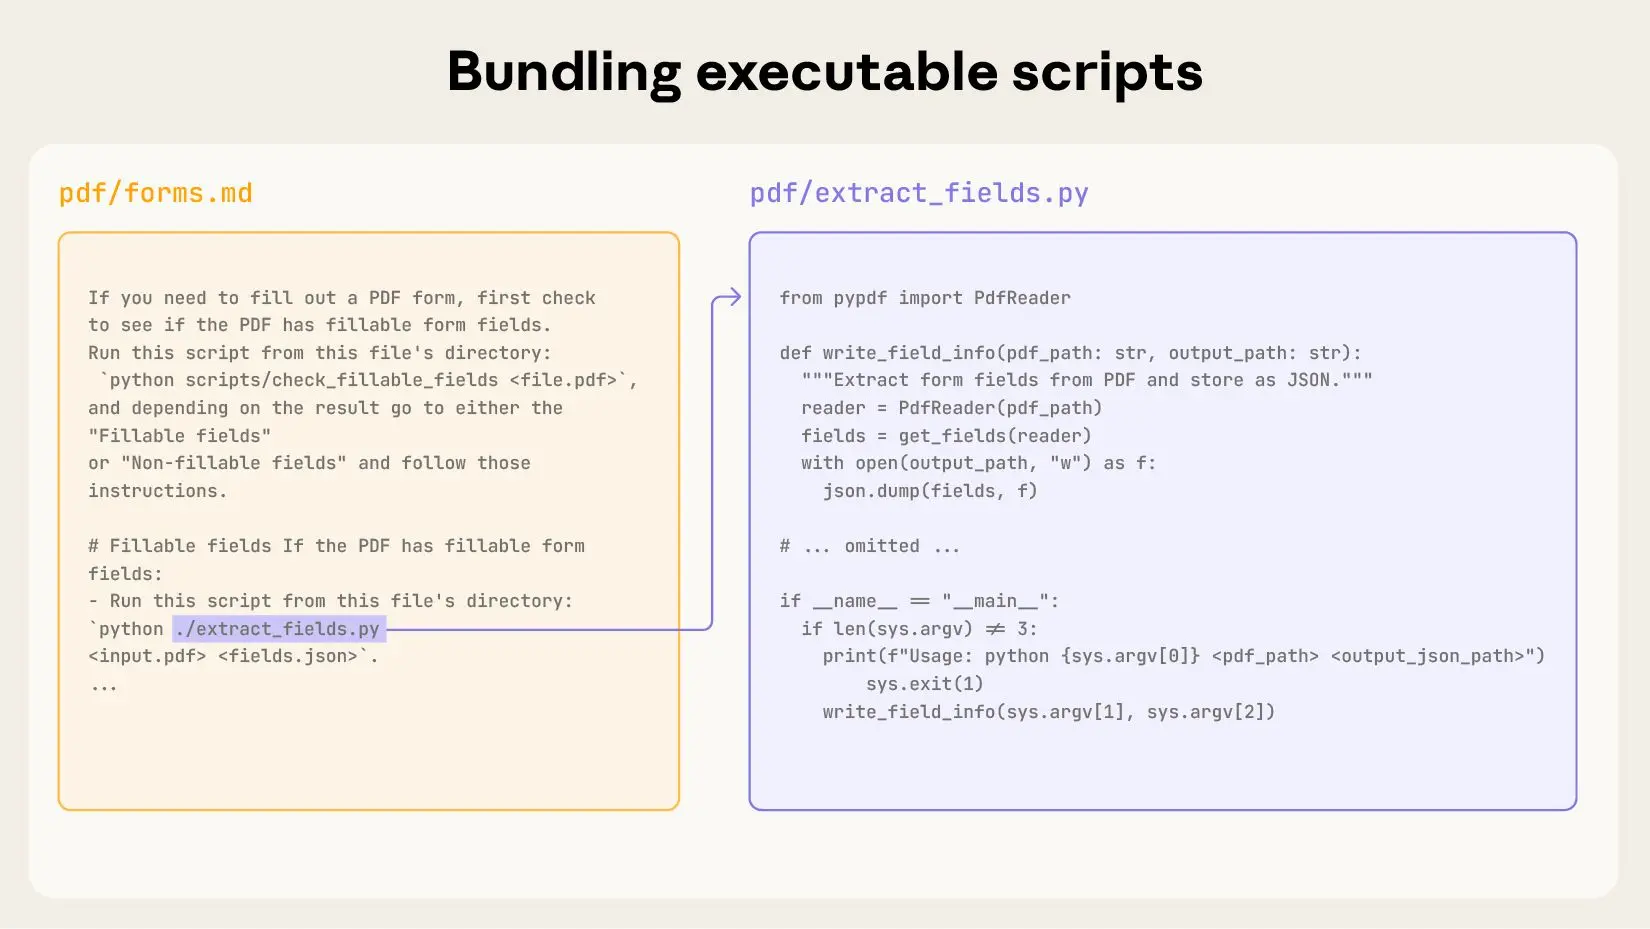 Bundling executable scripts
pdf/forms.md
If you need to fill out a PDF form, first check
to see if the PDF has fillable form fields.
Run this script from this file's directory:
`python scripts/check_fillable_fields <file.pdf>`,
and depending on the result go to either the
"Fillable fields"
or "Non-fillable fields" and follow those
instructions.
# Fillable fields If the PDF has fillable form
fields:
- Run this script from this file's directory:
`python ./extract_fields.py
<input.pdf> <fields.json>`.
...
pdf/extract_fields.py
from pypdf import PdfReader
def write_field_info(pdf_path: str, output_path: str):
"""Extract form fields from PDF and store as JSON."""
reader = PdfReader(pdf_path)
fields = get_fields(reader)
with open(output_path, "w") as f:
json.dump(fields, f)
# ... omitted ...
if __name__ == "__main__":
if len(sys.argv) != 3:
print(f"Usage: python {sys.argv[0]} <pdf_path> <output_json_path>")
sys.exit(1)
write_field_info(sys.argv[1], sys.argv[2])